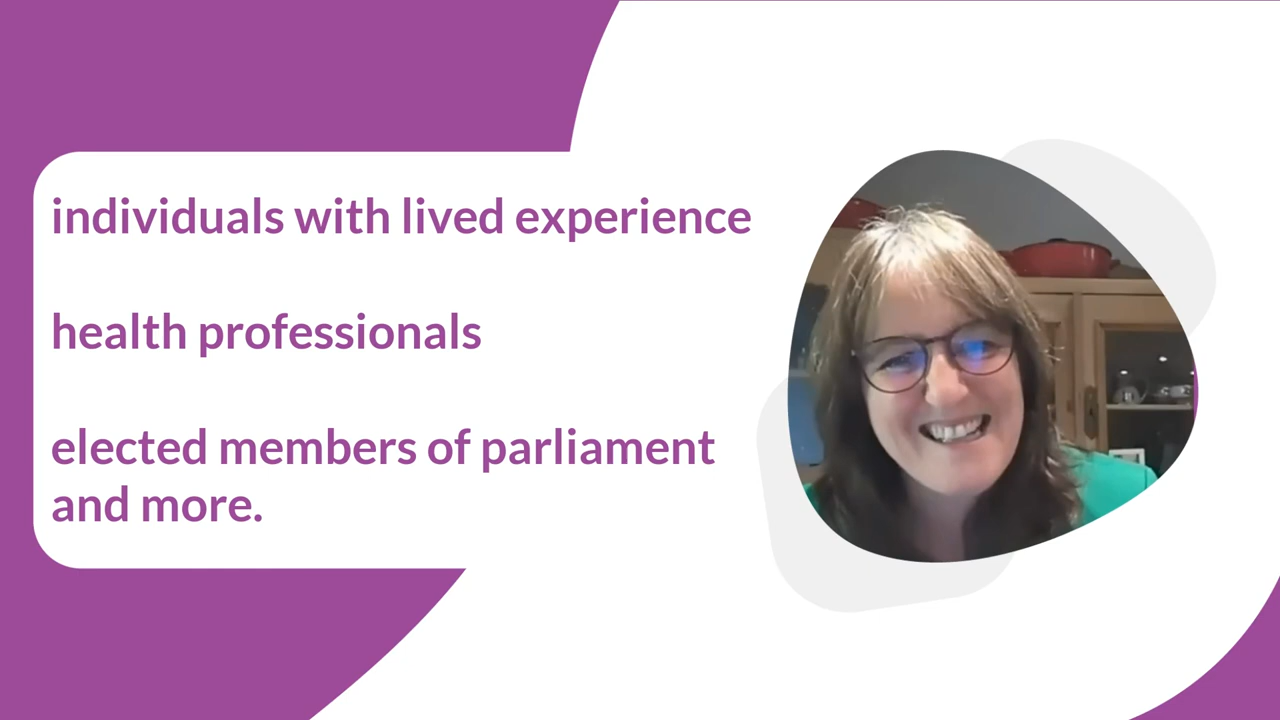 individuals with lived experience
health professionals
elected members of parliament
and more.